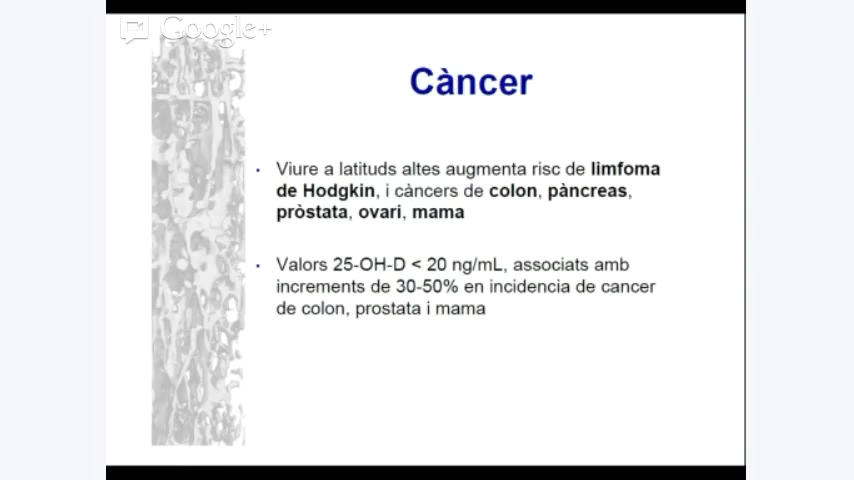 Google+
Càncer
Viure a latituds altes augmenta risc de limfoma
de Hodgkin, i càncers de colon, pàncreas,
pròstata, ovari, mama
Valors 25-OH-D < 20 ng/mL, associats amb
increments de 30-50% en incidencia de cancer
de colon, prostata i mama